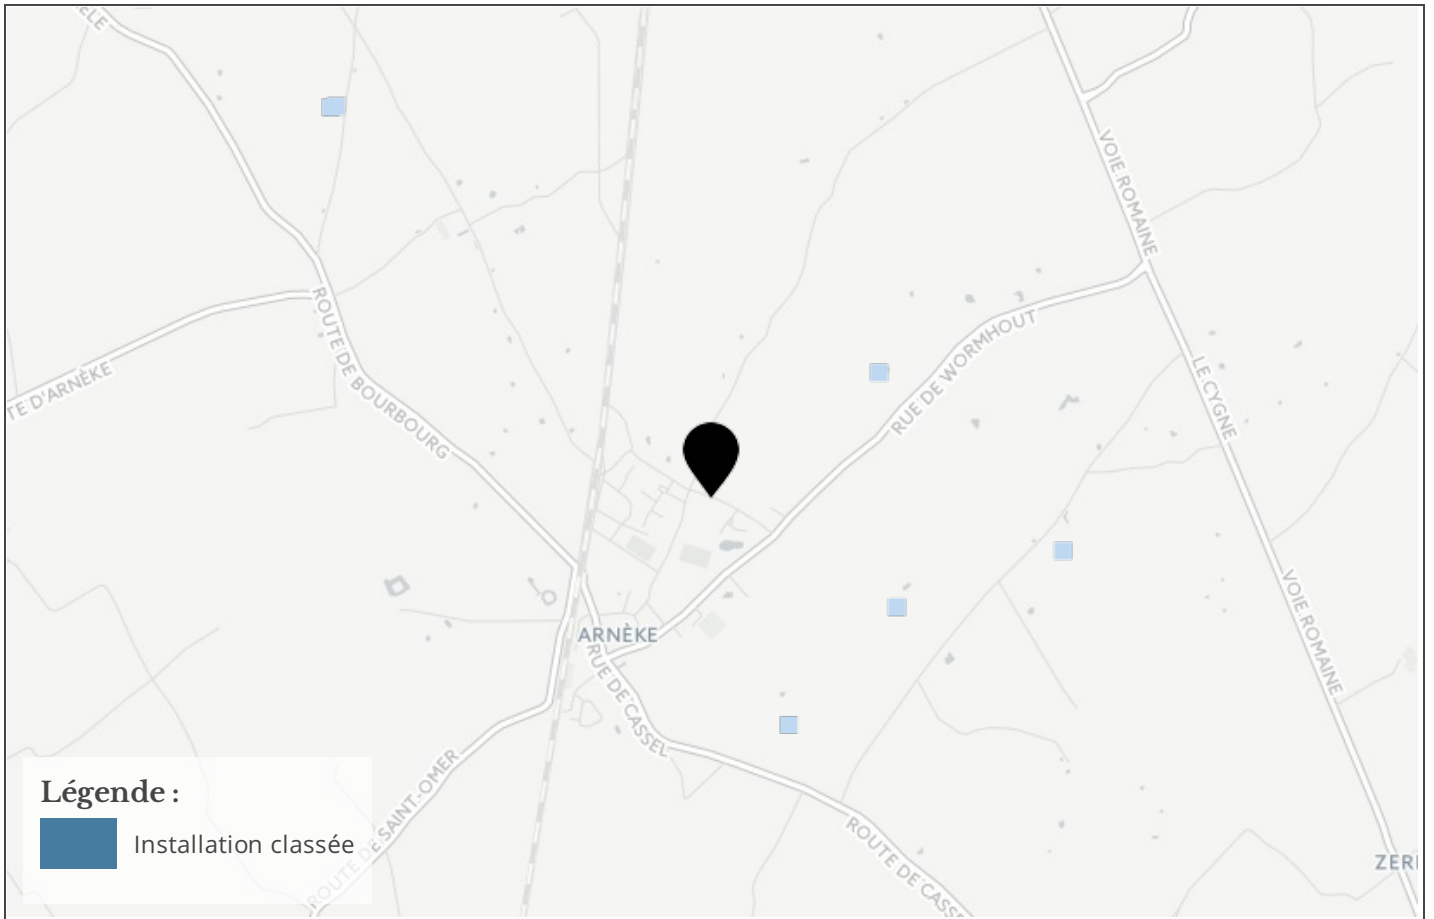 VOIE ROMAINE
ROUTE DE BOURBOURG
RUE DE WORMHOUT
TE D'ARNÈKE
LE CYGNE
VOIE ROMAINE
ARNÈKE
RUE DE CASSEL
ROUTE DE SAINT-OMER
ROUTE DE CASSE
ZER
Légende :
Installation classée